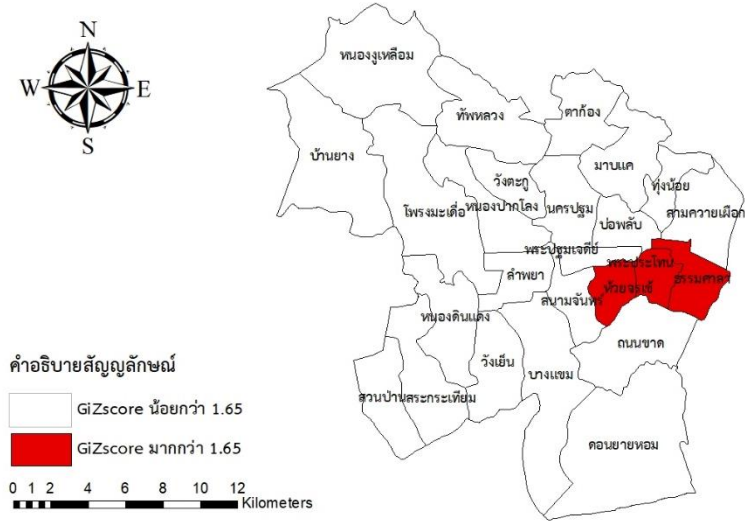 N
W E
S
หนองงูเหลือม
ทัพหลวง
ตาก้อง
บ้านยาง
วังตะกู
มาบแค
ทุ่งน้อย
โพรงมะเดื่อ
หนองปากโลง
นครปฐม
บ่อพลับ
สามควายเผือก
พระปฐมเจดีย์
พระประโทน
ลำพยา
ห้วยจรเข้
ธรรมศาลา
สนามจันทร์
หนองดินแดง
ถนนขาด
วังเย็น
บางแขม
สวนป่าน
สระกระเทียม
ดอนยายหอม
คำอธิบายสัญญลักษณ์
GiZscore น้อยกว่า 1.65
GiZscore มากกว่า 1.65
0 1 2 4 6 8 10 12
Kilometers